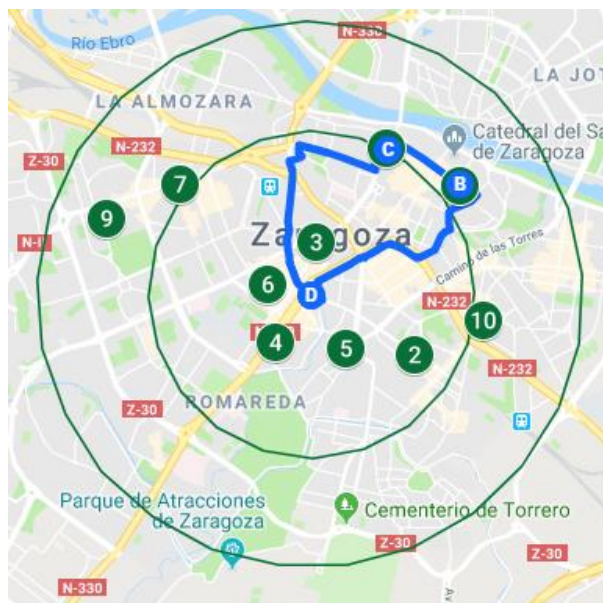 N-330
Río Ebro
LA JOT
LA ALMOZARA
Catedral del Sa
de Zaragoza
N-232
Z-30
C
B
7
9
N-II
Zaragoza
3
Camino de las Torres
6
D
N-232
10
4
5
2
N-232
ROMAREDA
Z-30
Parque de Atracciones
de Zaragoza
Cementerio de Torrero
Z-30
Z-30
N-330
Av